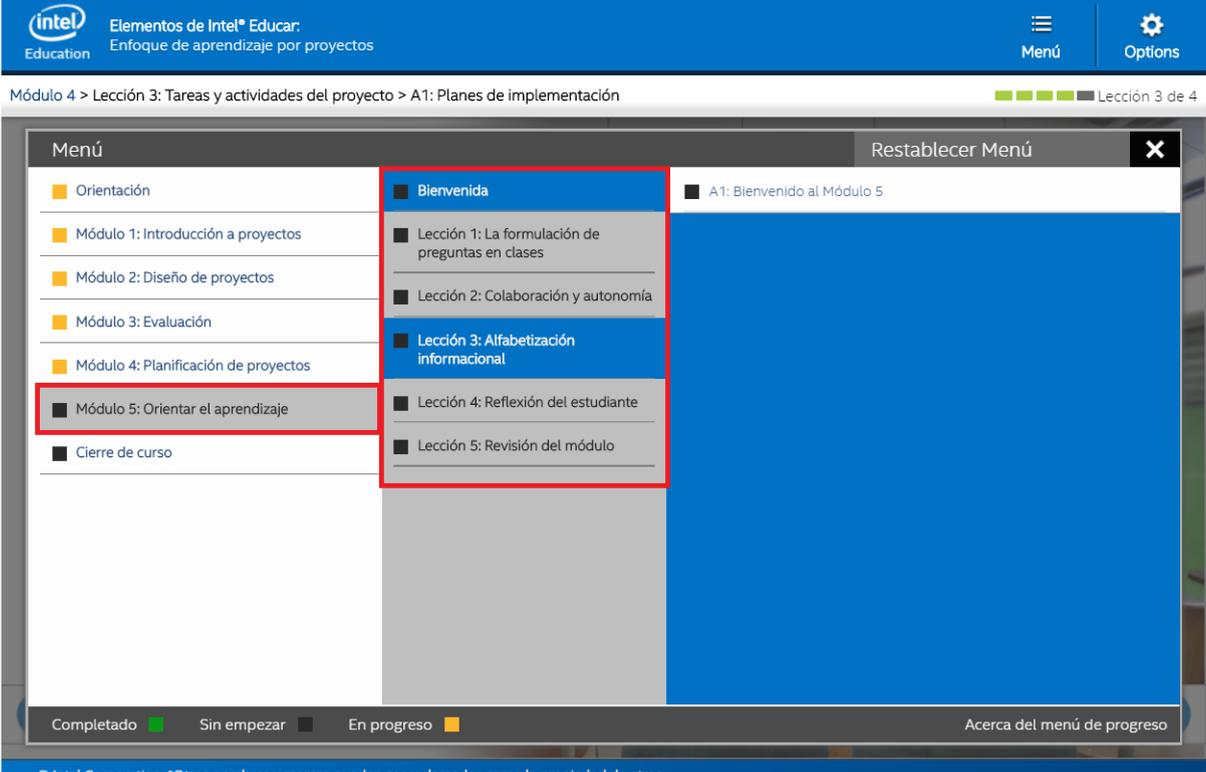 intel
Education
Elementos de Intel® Educar:
Enfoque de aprendizaje por proyectos
Menú
Options
Módulo 4 > Lección 3: Tareas y actividades del proyecto > A1: Planes de implementación
Lección 3 de 4
Menú
Restablecer Menú
X
Orientación
Módulo 1: Introducción a proyectos
Módulo 2: Diseño de proyectos
Módulo 3: Evaluación
Módulo 4: Planificación de proyectos
Módulo 5: Orientar el aprendizaje
Cierre de curso
Bienvenida
Lección 1: La formulación de
preguntas en clases
Lección 2: Colaboración y autonomía
Lección 3: Alfabetización
informacional
Lección 4: Reflexión del estudiante
Lección 5: Revisión del módulo
A1: Bienvenido al Módulo 5
Completado
Sin empezar
En progreso
Acerca del menú de progreso